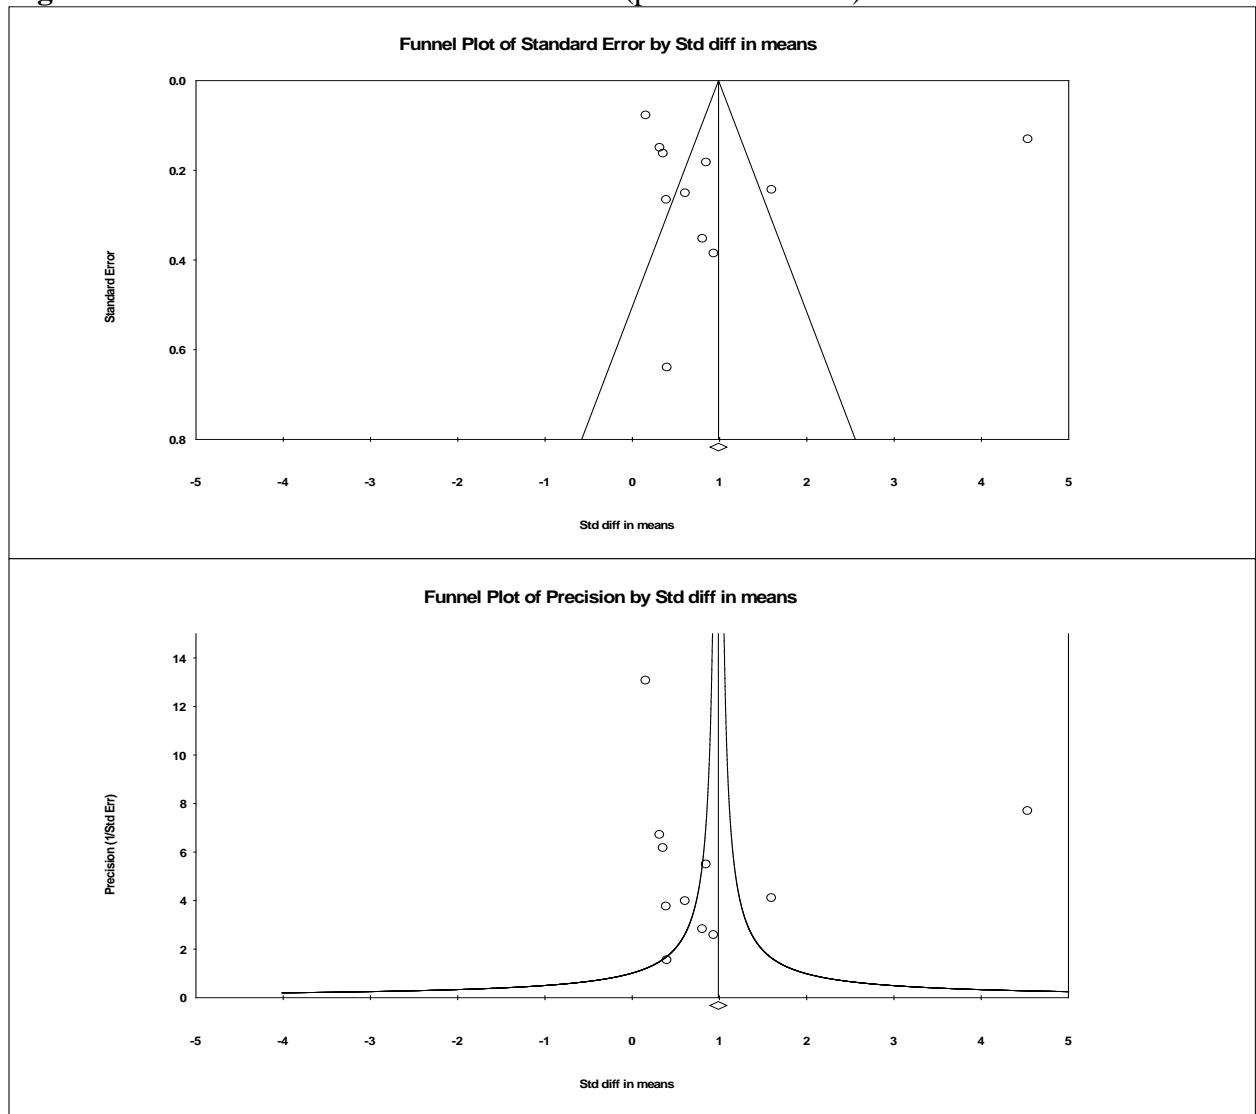 Funnel Plot of Standard Error by Std diff in means
0.0
0.2
0.4
0.6
0.8
Standard Error
-5 -4 -3 -2 -1 0 1 2 3 4 5
Std diff in means
Funnel Plot of Precision by Std diff in means
14
12
10
8
6
4
2
0
Precision (1/Std Err)
-5 -4 -3 -2 -1 0 1 2 3 4 5
Std diff in means